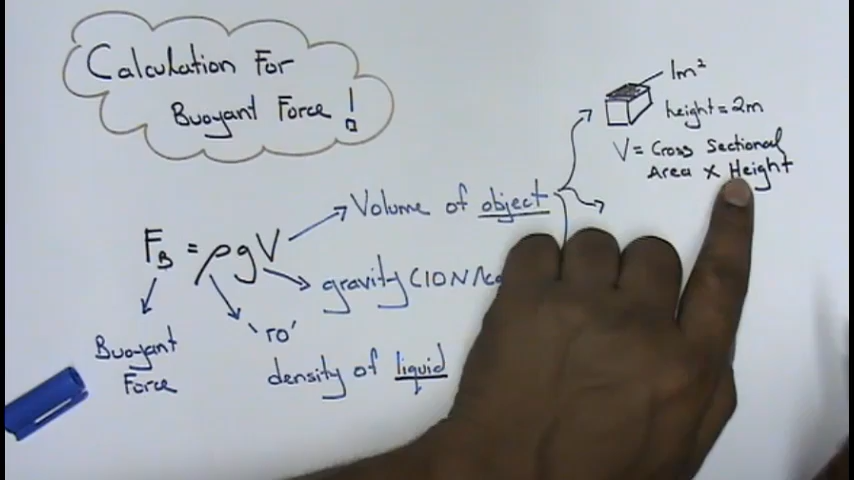 Calculation For
Buoyant Force!
1m²
height = 2m
V = Cross Sectional
Area x Height
Volume of object
F_B = ρgV
gravity (10N/
'ro'
density of liquid
Buoyant
Force